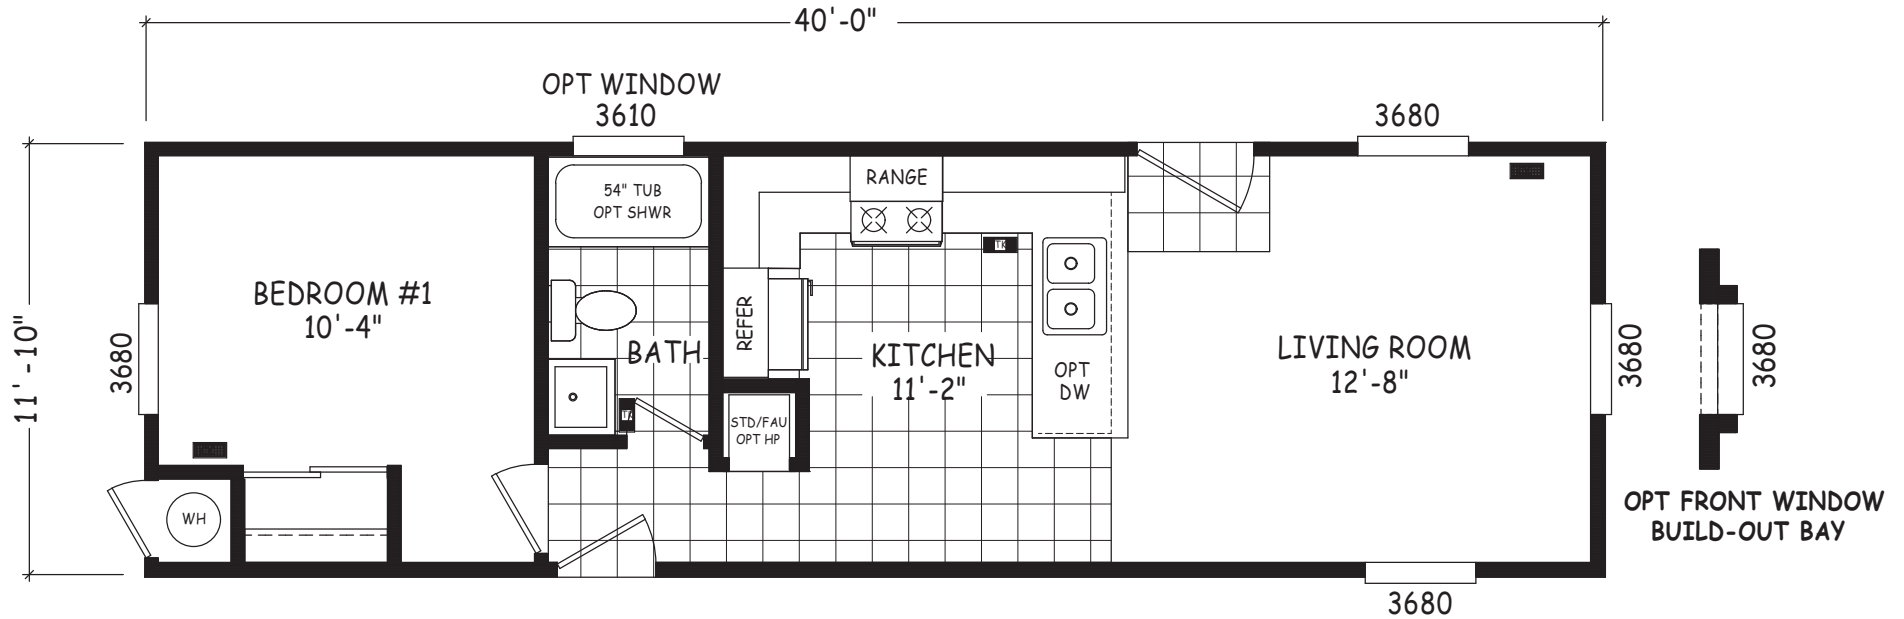 40'-0"
OPT WINDOW
3610
3680
54" TUB
OPT SHWR
RANGE
TK
BEDROOM #1
10'-4"
11'-10"
3680
REFER
BATH
KITCHEN
11'-2"
OPT
DW
LIVING ROOM
12'-8"
3680
3680
STD/FAU
OPT HP
WH
OPT FRONT WINDOW
BUILD-OUT BAY
3680